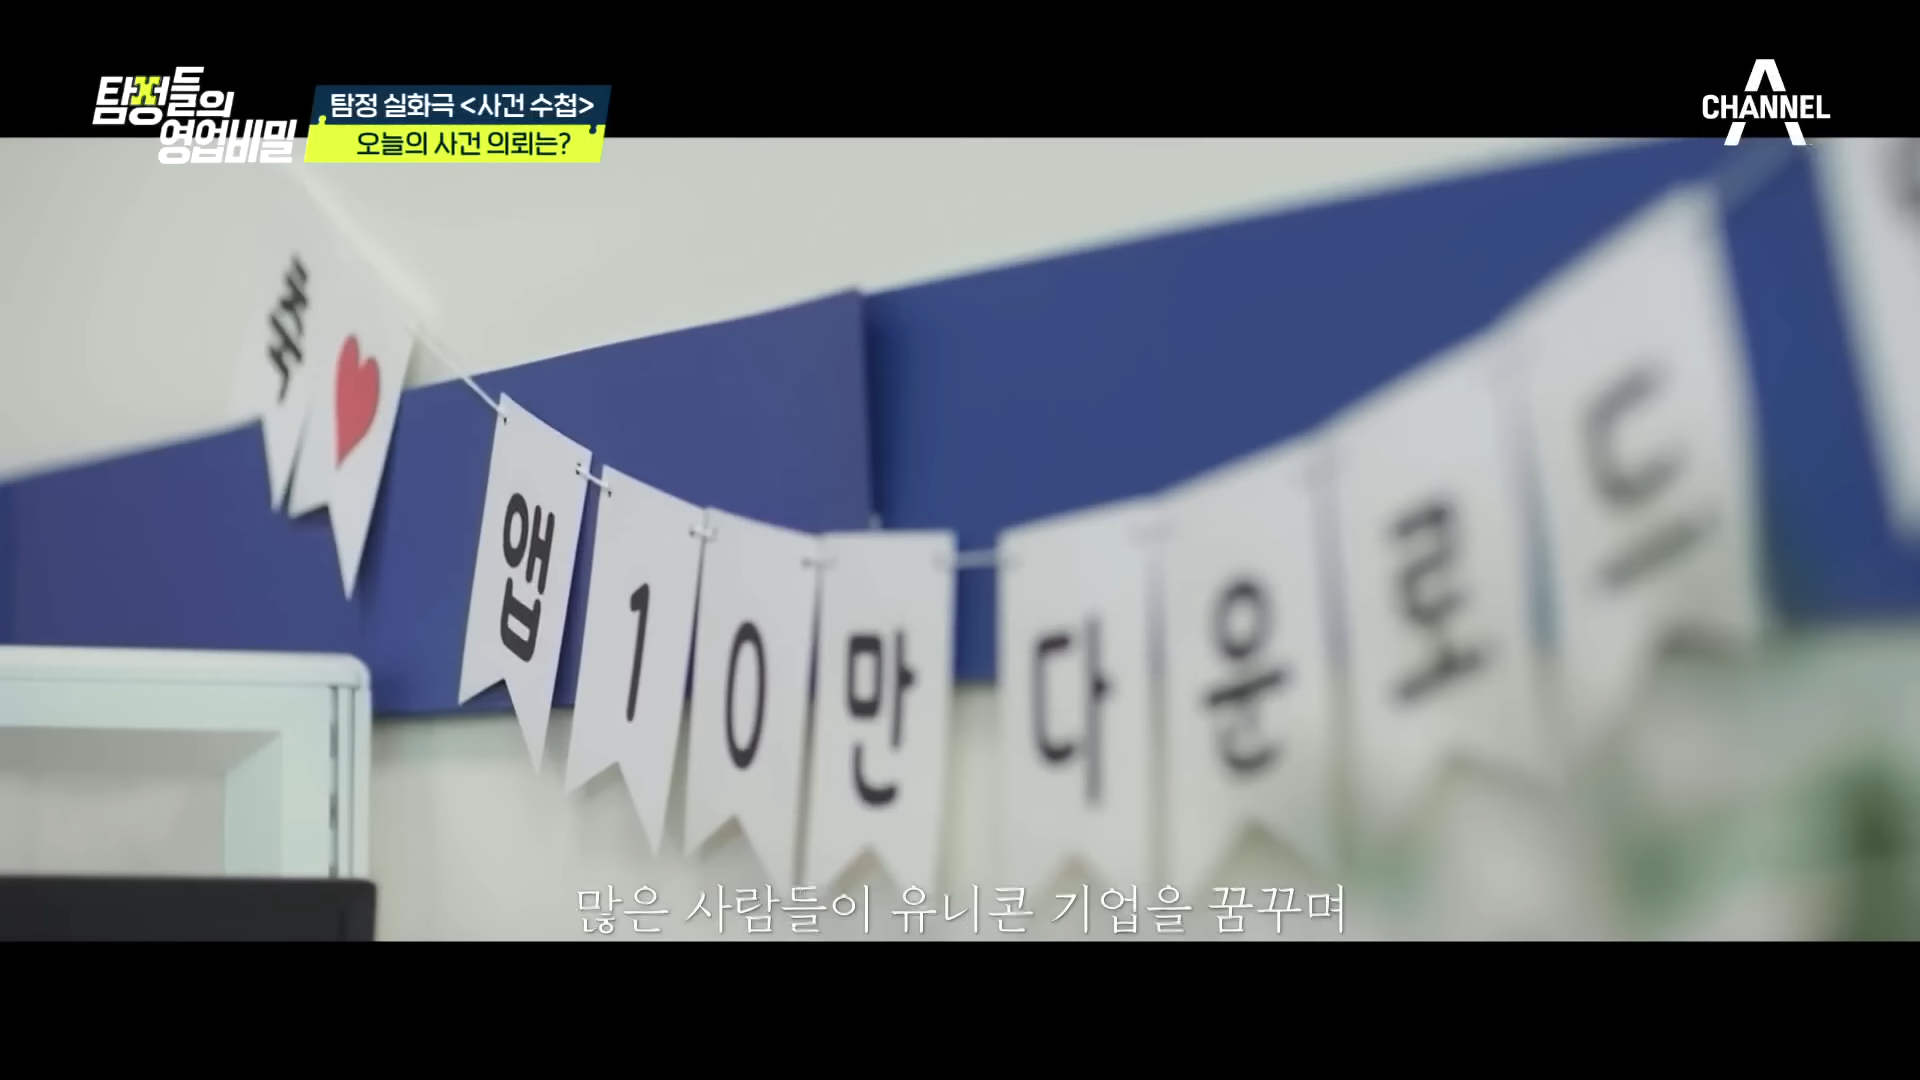 탐정들의
영업비밀
탐정 실화극 <사건 수첩>
오늘의 사건 의뢰는?
CHANNEL A
축 ♥ 앱 10만 다운로드
많은 사람들이 유니콘 기업을 꿈꾸며